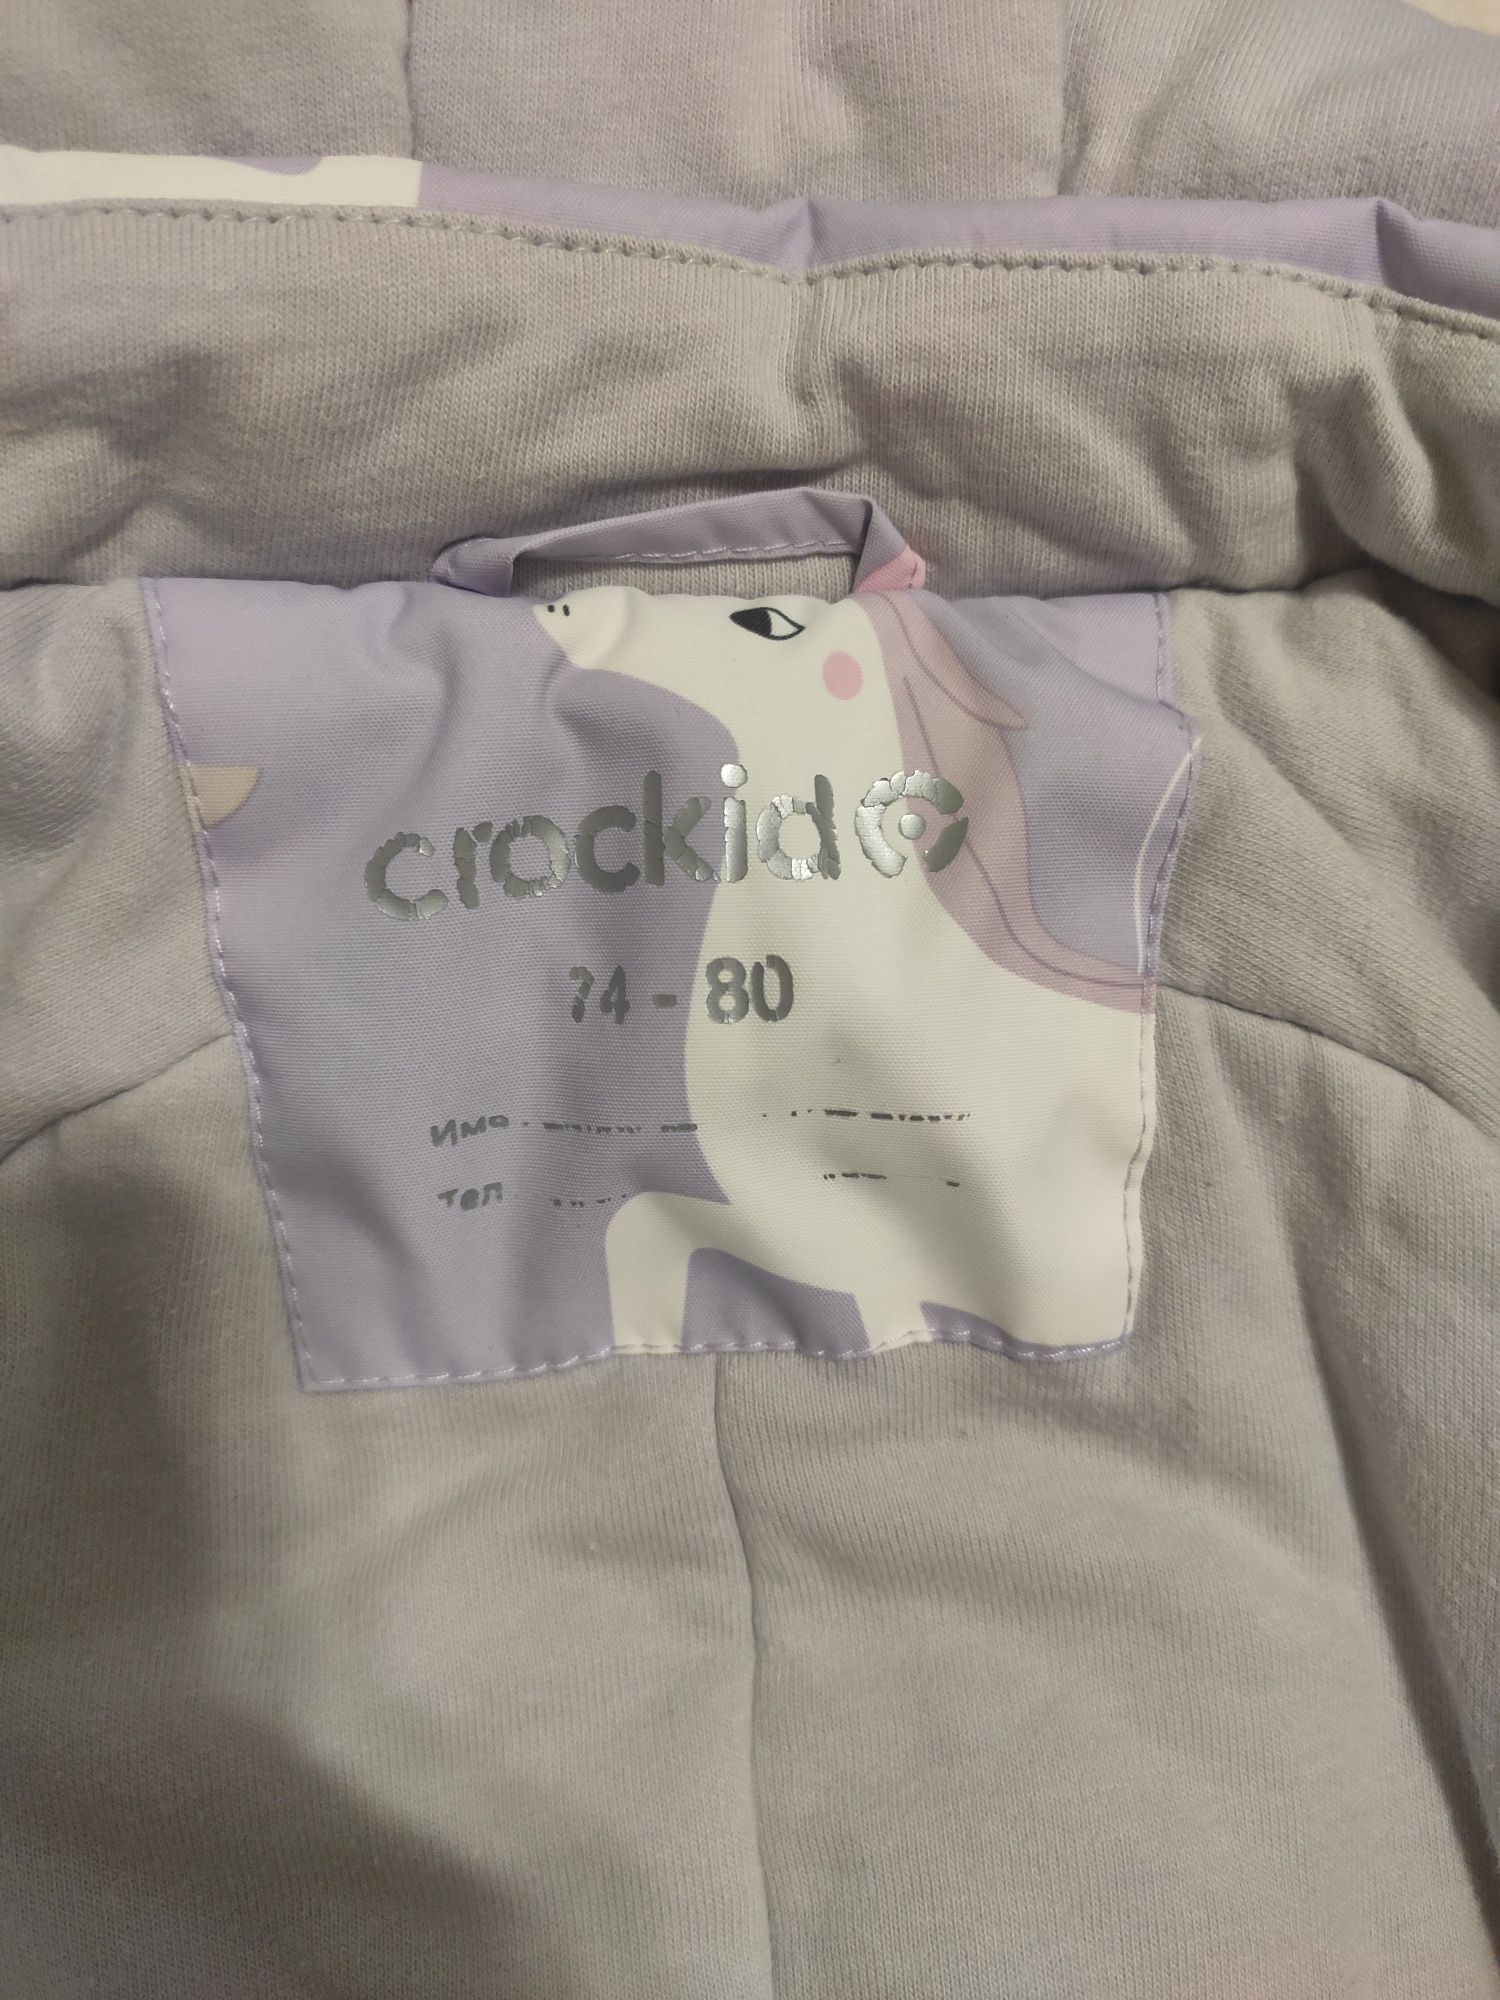 crockid
74 - 80
имя
тел